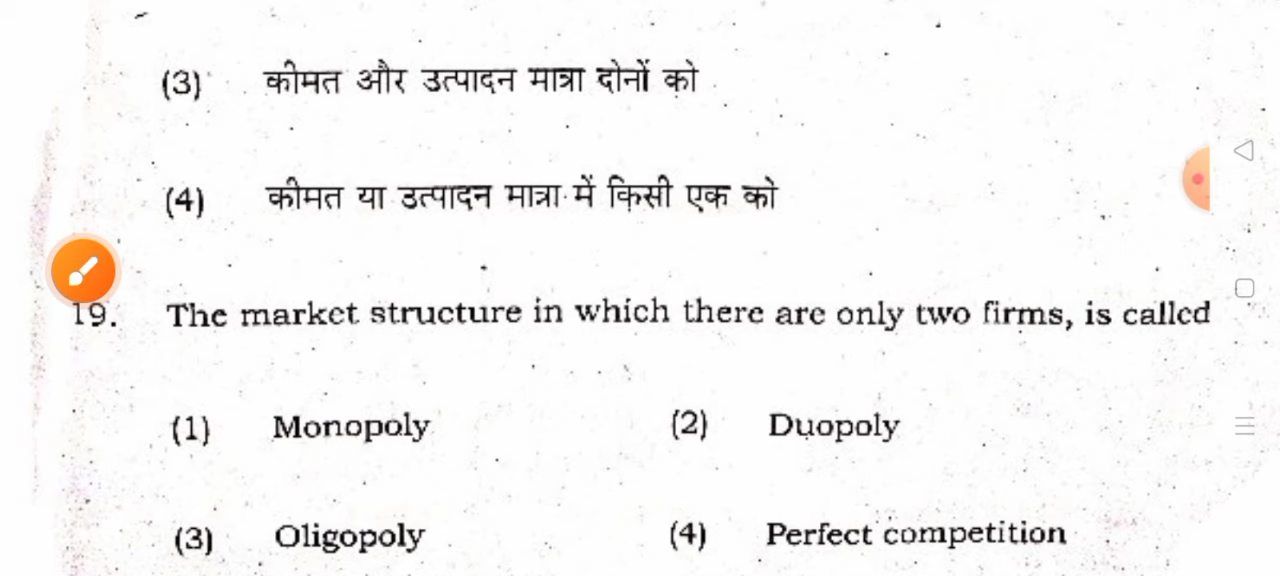 (3) कीमत और उत्पादन मात्रा दोनों को
(4) कीमत या उत्पादन मात्रा में किसी एक को
19. The market structure in which there are only two firms, is called
(1) Monopoly (2) Duopoly
(3) Oligopoly (4) Perfect competition